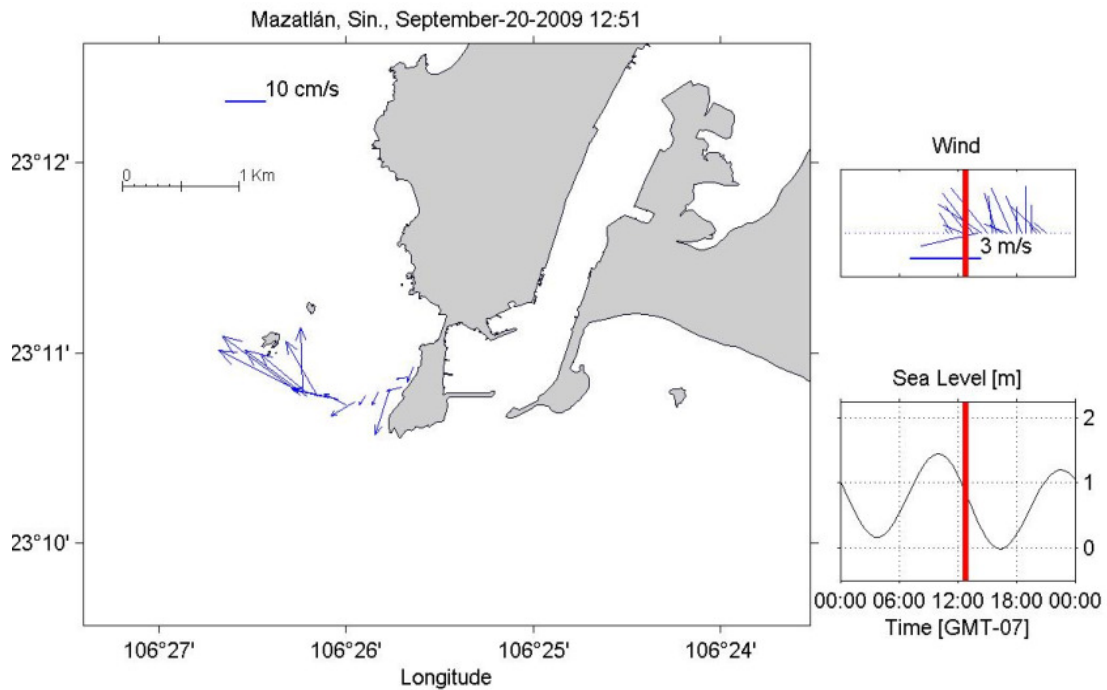 Mazatlán, Sin., September-20-2009 12:51
10 cm/s
0 1 Km
23°12'
23°11'
23°10'
106°27' 106°26' 106°25' 106°24'
Longitude
Wind
3 m/s
Sea Level [m]
2
1
0
00:00 06:00 12:00 18:00 00:00
Time [GMT-07]